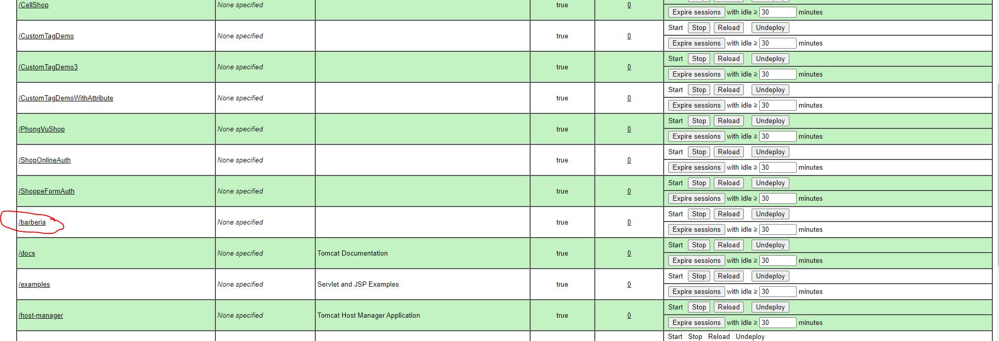 /CellShop None specified true 0
Expire sessions with idle ≥ 30 minutes
Start Stop Reload Undeploy
/CustomTagDemo None specified true 0
Expire sessions with idle ≥ 30 minutes
Start Stop Reload Undeploy
/CustomTagDemo3 None specified true 0
Expire sessions with idle ≥ 30 minutes
Start Stop Reload Undeploy
/CustomTagDemoWithAttribute None specified true 0
Expire sessions with idle ≥ 30 minutes
Start Stop Reload Undeploy
/PhongVuShop None specified true 0
Expire sessions with idle ≥ 30 minutes
Start Stop Reload Undeploy
/ShopOnlineAuth None specified true 0
Expire sessions with idle ≥ 30 minutes
Start Stop Reload Undeploy
/ShoppeFormAuth None specified true 0
Expire sessions with idle ≥ 30 minutes
Start Stop Reload Undeploy
/barberia None specified true 0
Expire sessions with idle ≥ 30 minutes
Start Stop Reload Undeploy
/docs None specified Tomcat Documentation true 0
Expire sessions with idle ≥ 30 minutes
Start Stop Reload Undeploy
/examples None specified Servlet and JSP Examples true 0
Expire sessions with idle ≥ 30 minutes
Start Stop Reload Undeploy
/host-manager None specified Tomcat Host Manager Application true 0
Expire sessions with idle ≥ 30 minutes
Start Stop Reload Undeploy